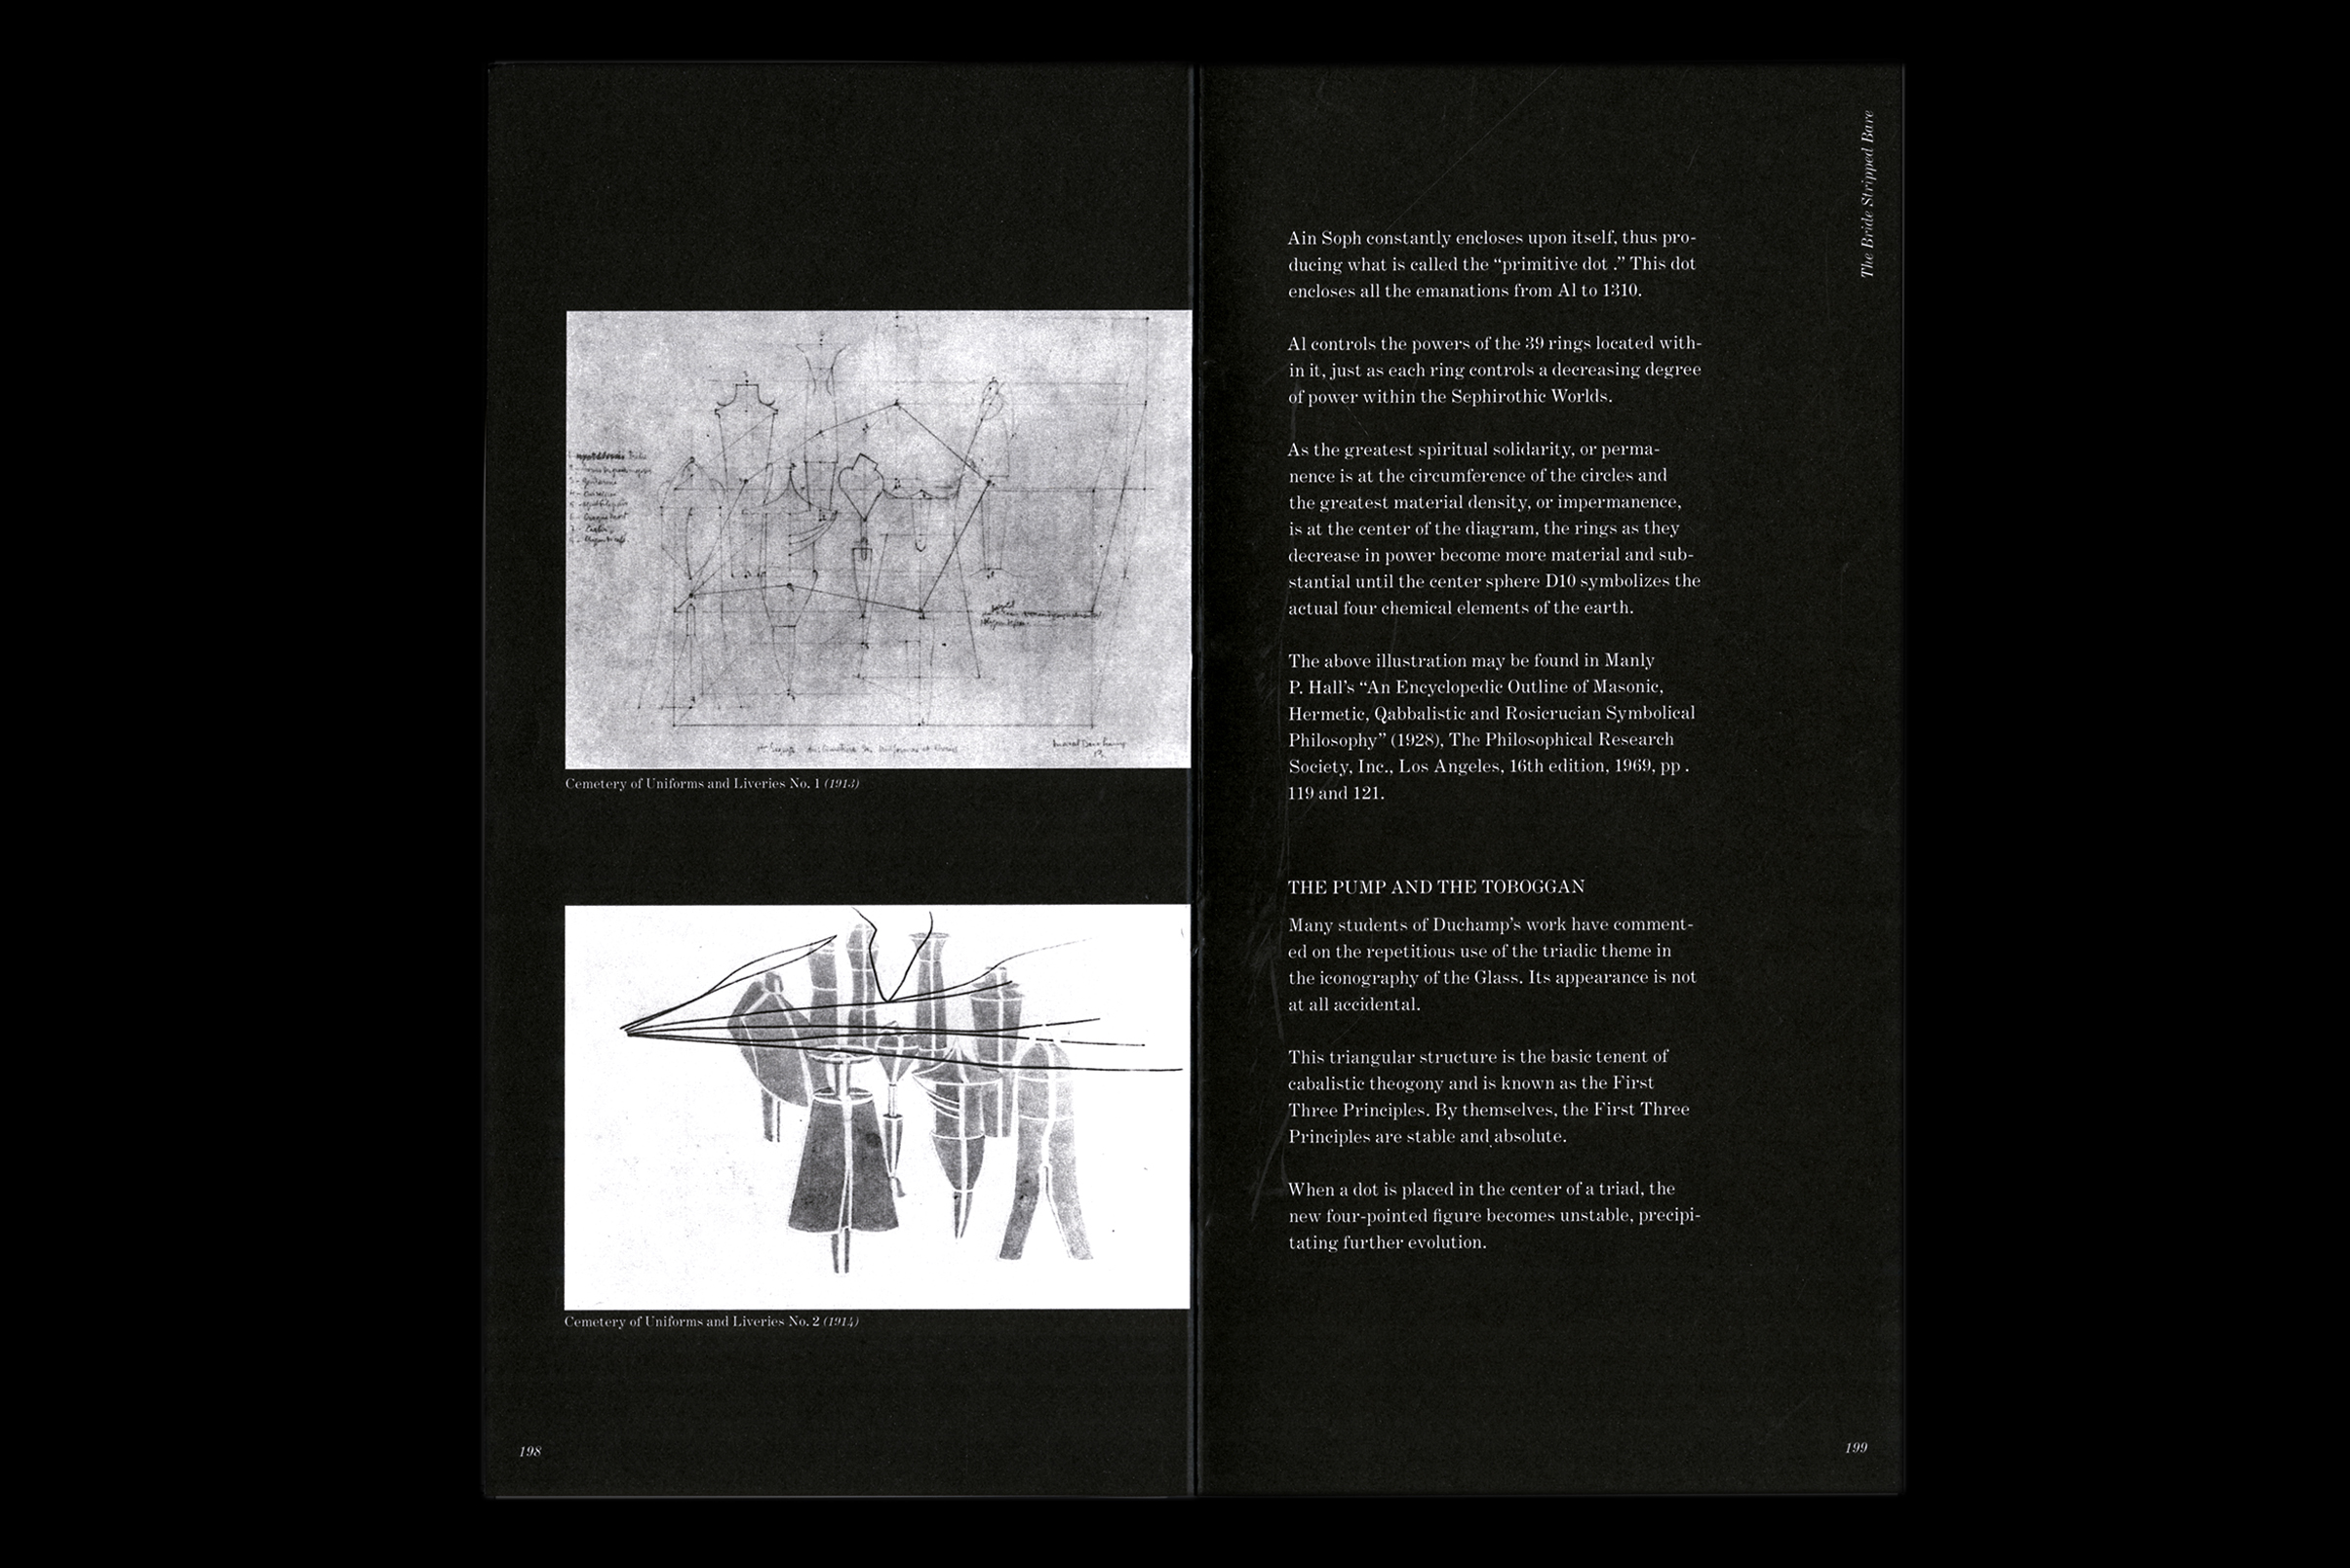 Cemetery of Uniforms and Liveries No. 1 (1913)
Cemetery of Uniforms and Liveries No. 2 (1914)
198
The Bride Stripped Bare
Ain Soph constantly encloses upon itself, thus pro-
ducing what is called the “primitive dot .” This dot
encloses all the emanations from Al to 1310.
Al controls the powers of the 39 rings located with-
in it, just as each ring controls a decreasing degree
of power within the Sephirothic Worlds.
As the greatest spiritual solidarity, or perma-
nence is at the circumference of the circles and
the greatest material density, or impermanence,
is at the center of the diagram, the rings as they
decrease in power become more material and sub-
stantial until the center sphere D10 symbolizes the
actual four chemical elements of the earth.
The above illustration may be found in Manly
P. Hall’s “An Encyclopedic Outline of Masonic,
Hermetic, Qabbalistic and Rosicrucian Symbolical
Philosophy” (1928), The Philosophical Research
Society, Inc., Los Angeles, 16th edition, 1969, pp .
119 and 121.
THE PUMP AND THE TOBOGGAN
Many students of Duchamp’s work have comment-
ed on the repetitious use of the triadic theme in
the iconography of the Glass. Its appearance is not
at all accidental.
This triangular structure is the basic tenent of
cabalistic theogony and is known as the First
Three Principles. By themselves, the First Three
Principles are stable and absolute.
When a dot is placed in the center of a triad, the
new four-pointed figure becomes unstable, precipi-
tating further evolution.
199